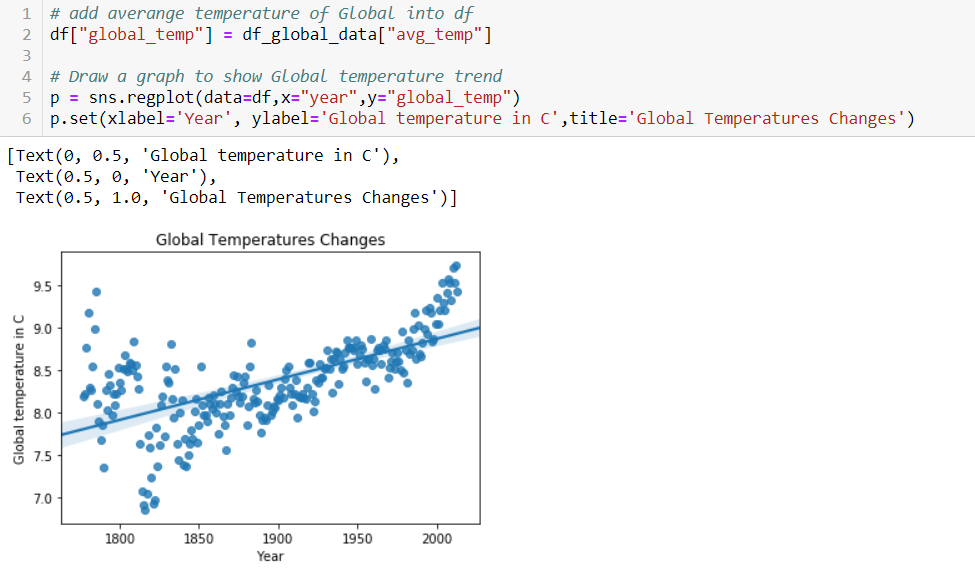 1 # add averange temperature of Global into df
2 df["global_temp"] = df_global_data["avg_temp"]
3
4 # Draw a graph to show Global temperature trend
5 p = sns.regplot(data=df,x="year",y="global_temp")
6 p.set(xlabel='Year', ylabel='Global temperature in C',title='Global Temperatures Changes')
[Text(0, 0.5, 'Global temperature in C'),
Text(0.5, 0, 'Year'),
Text(0.5, 1.0, 'Global Temperatures Changes')]
Global Temperatures Changes
Global temperature in C
9.5
9.0
8.5
8.0
7.5
7.0
1800 1850 1900 1950 2000
Year